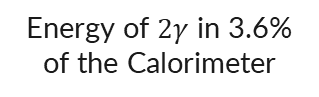 Energy of 2γ in 3.6%
of the Calorimeter